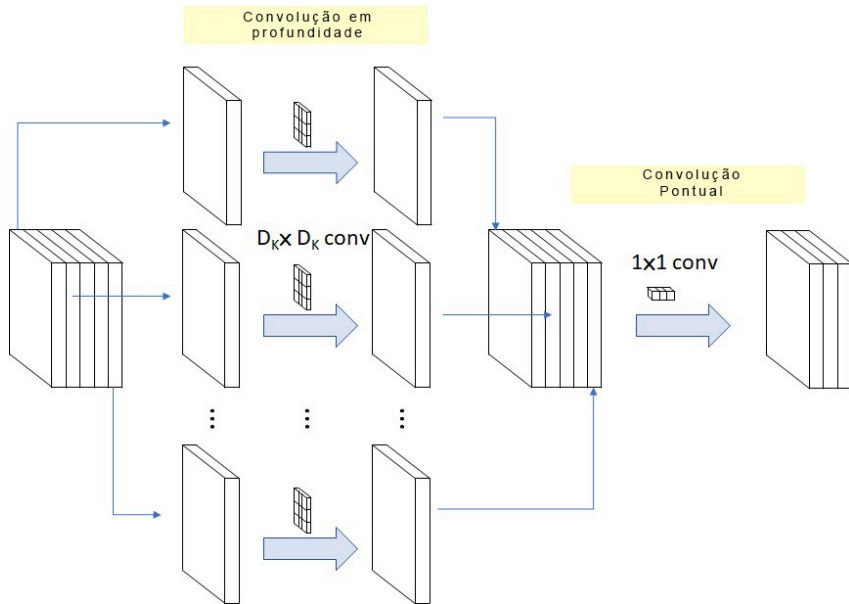 Convolução em
profundidade
Convolução
Pontual
Dₖx Dₖ conv
1x1 conv